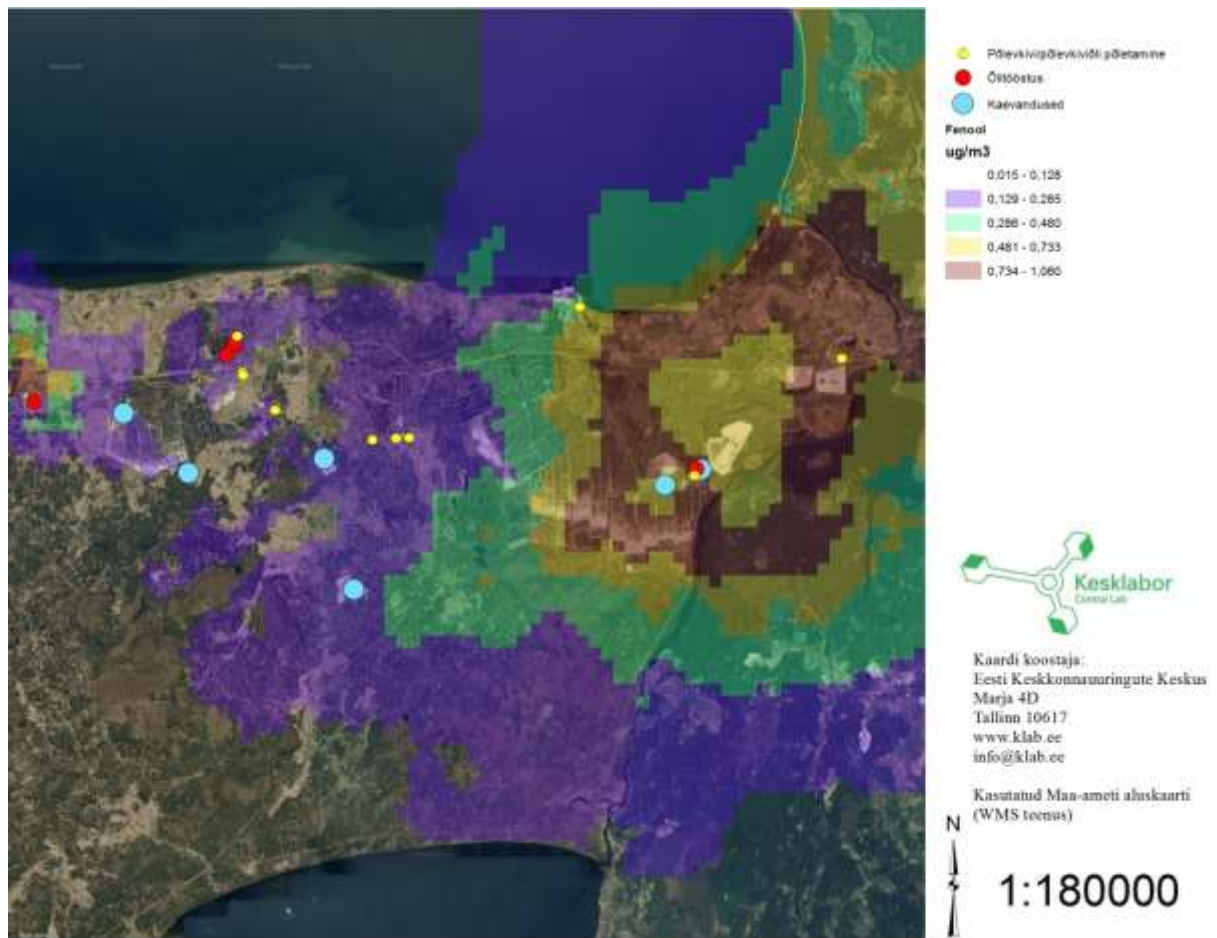 Põlevkivi/põlevkiviõli põletamine
Õlitööstus
Kaevandused
Fenool
ug/m3
0,015 - 0,128
0,129 - 0,285
0,286 - 0,480
0,481 - 0,733
0,734 - 1,060
Kesklabor
Central Lab
Kaardi koostaja:
Eesti Keskkonnauuringute Keskus
Marja 4D
Tallinn 10617
www.klab.ee
info@klab.ee
Kasutatud Maa-ameti aluskaarti
(WMS teenus)
N
1:180000